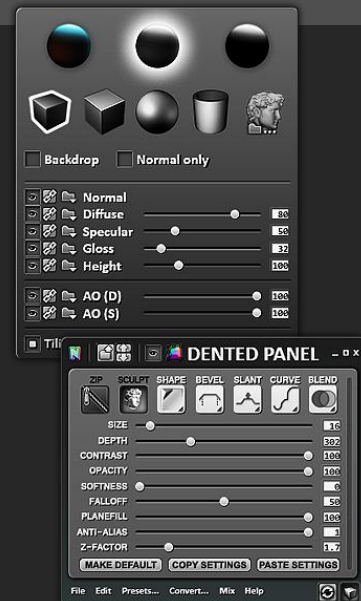 Backdrop Normal only
Normal
Diffuse 80
Specular 50
Gloss 32
Height 100
AO (D) 100
AO (S) 100
DENTED PANEL
ZIP SCULPT SHAPE BEVEL SLANT CURVE BLEND
SIZE 16
DEPTH 302
CONTRAST 100
OPACITY 100
SOFTNESS 0
FALLOFF 50
PLANEFILL 100
ANTI-ALIAS 1
Z-FACTOR 1.7
MAKE DEFAULT COPY SETTINGS PASTE SETTINGS
File Edit Presets... Convert... Mix Help